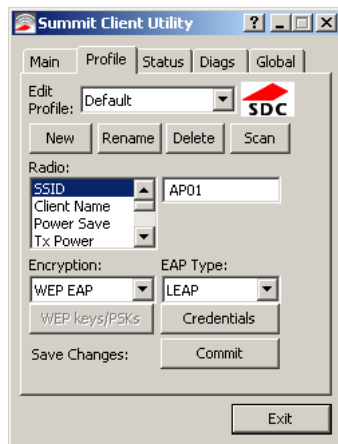 Summit Client Utility
Main Profile Status Diags Global
Edit Profile: Default SDC
New Rename Delete Scan
Radio:
SSID AP01
Client Name
Power Save
Tx Power
Encryption: EAP Type:
WEP EAP LEAP
WEP keys/PSKs Credentials
Save Changes: Commit
Exit